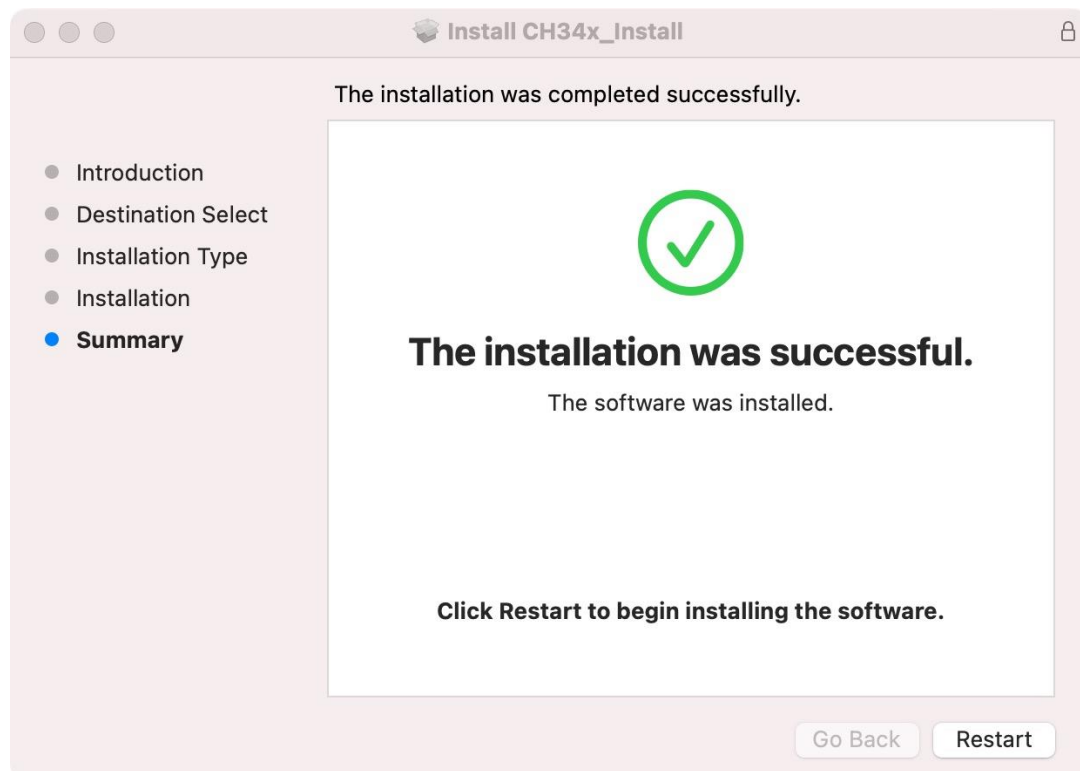 Install CH34x_Install
The installation was completed successfully.
Introduction
Destination Select
Installation Type
Installation
Summary
The installation was successful.
The software was installed.
Click Restart to begin installing the software.
Go Back
Restart